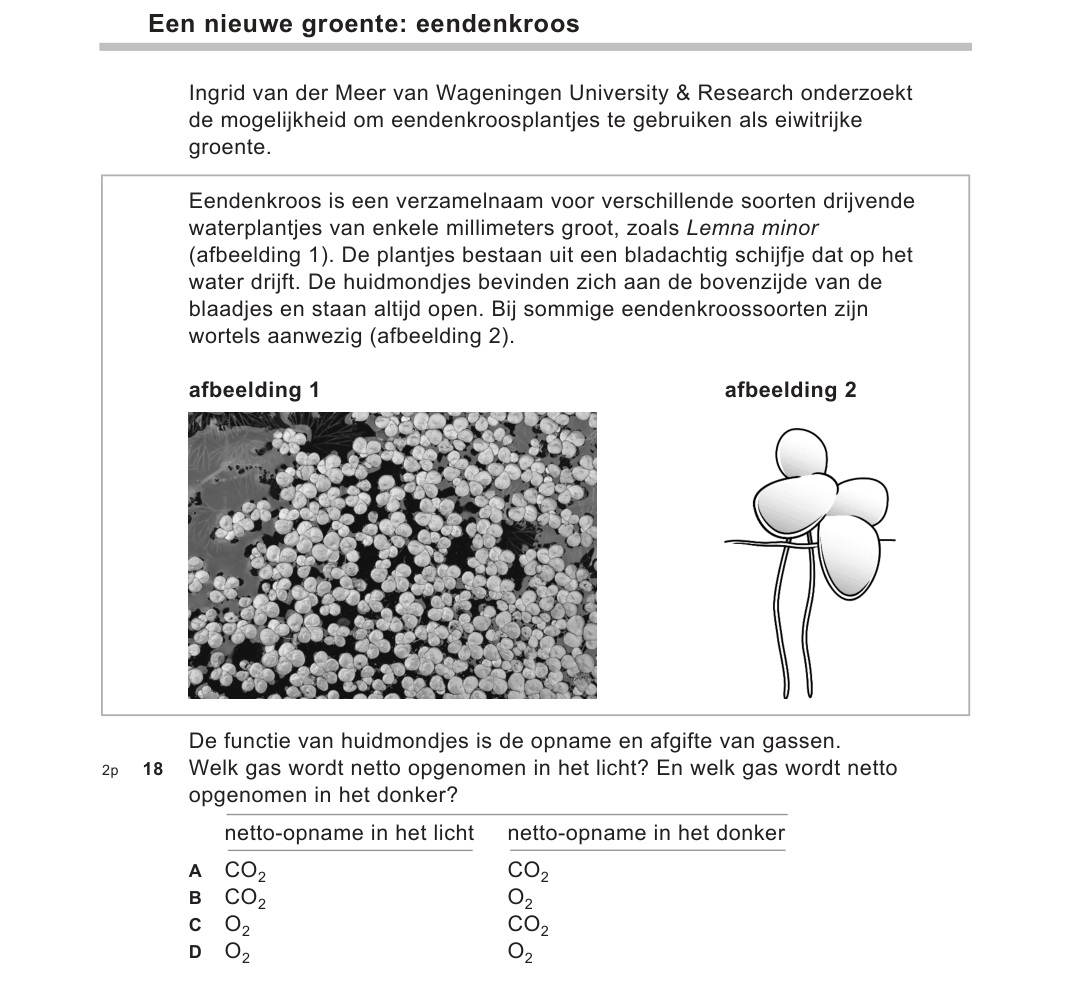 Een nieuwe groente: eendenkroos
Ingrid van der Meer van Wageningen University & Research onderzoekt
de mogelijkheid om eendenkroosplantjes te gebruiken als eiwitrijke
groente.
Eendenkroos is een verzamelnaam voor verschillende soorten drijvende
waterplantjes van enkele millimeters groot, zoals Lemna minor
(afbeelding 1). De plantjes bestaan uit een bladachtig schijfje dat op het
water drijft. De huidmondjes bevinden zich aan de bovenzijde van de
blaadjes en staan altijd open. Bij sommige eendenkroossoorten zijn
wortels aanwezig (afbeelding 2).
afbeelding 1 afbeelding 2
De functie van huidmondjes is de opname en afgifte van gassen.
2p 18 Welk gas wordt netto opgenomen in het licht? En welk gas wordt netto
opgenomen in het donker?
netto-opname in het licht netto-opname in het donker
A CO₂ CO₂
B CO₂ O₂
C O₂ CO₂
D O₂ O₂